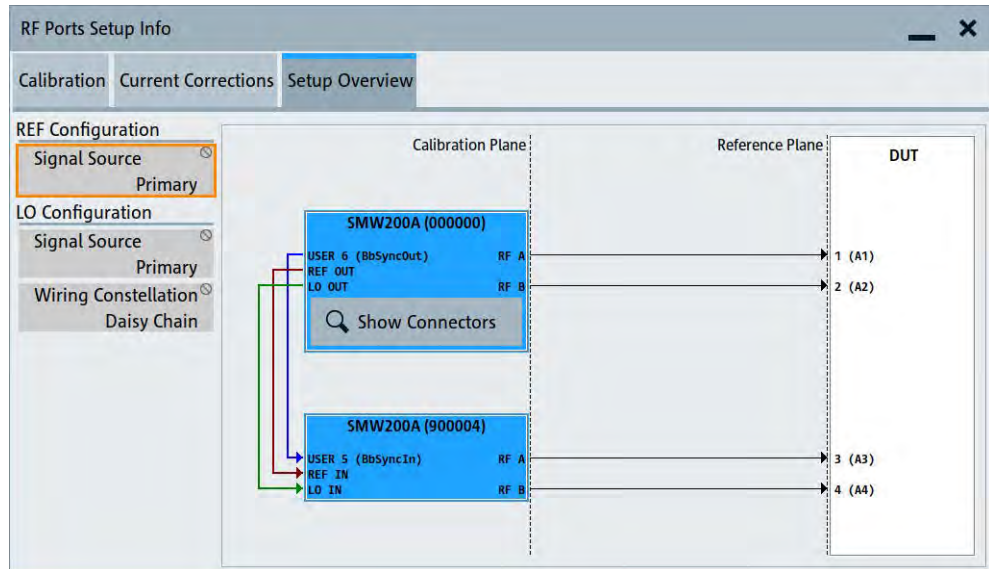 RF Ports Setup Info
Calibration
Current Corrections
Setup Overview
REF Configuration
Signal Source
Primary
LO Configuration
Signal Source
Primary
Wiring Constellation
Daisy Chain
Calibration Plane
Reference Plane
DUT
SMW200A (000000)
USER 6 (BbSyncOut)
RF A
REF OUT
LO OUT
RF B
Show Connectors
1 (A1)
2 (A2)
SMW200A (900004)
USER 5 (BbSyncIn)
RF A
REF IN
LO IN
RF B
3 (A3)
4 (A4)